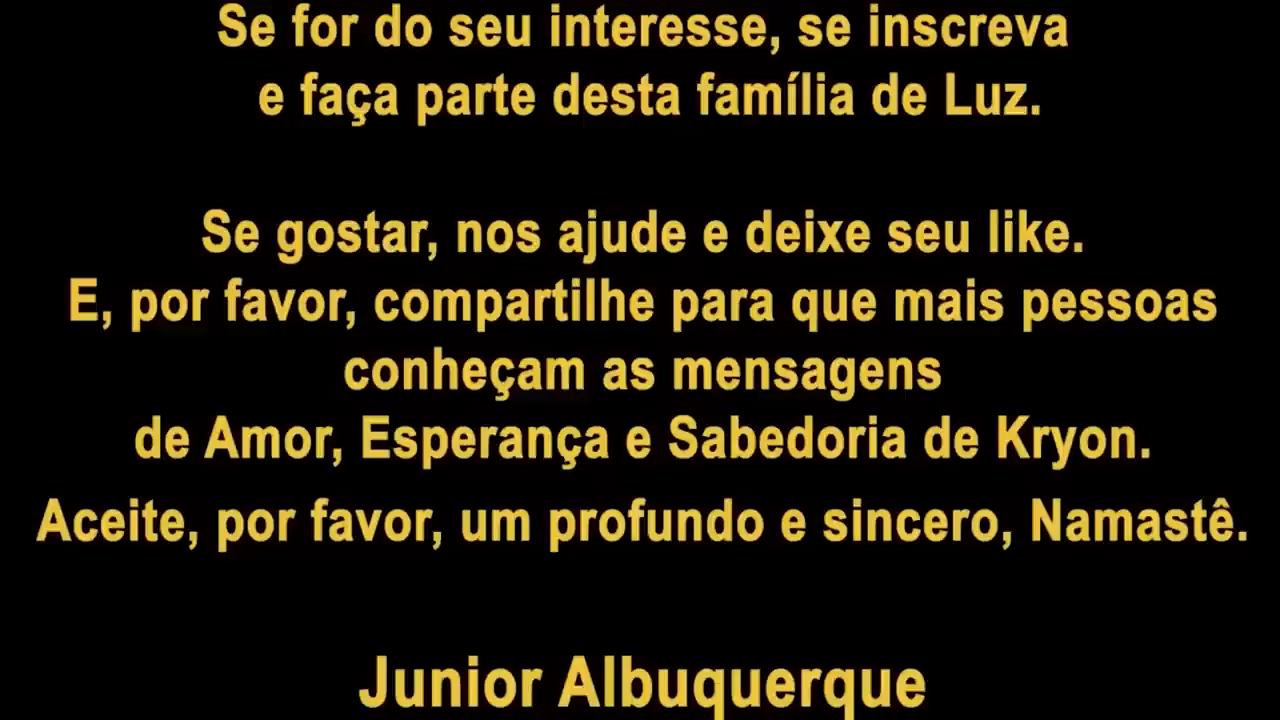 Se for do seu interesse, se inscreva
e faça parte desta família de Luz.
Se gostar, nos ajude e deixe seu like.
E, por favor, compartilhe para que mais pessoas
conheçam as mensagens
de Amor, Esperança e Sabedoria de Kryon.
Aceite, por favor, um profundo e sincero, Namastê.
Junior Albuquerque